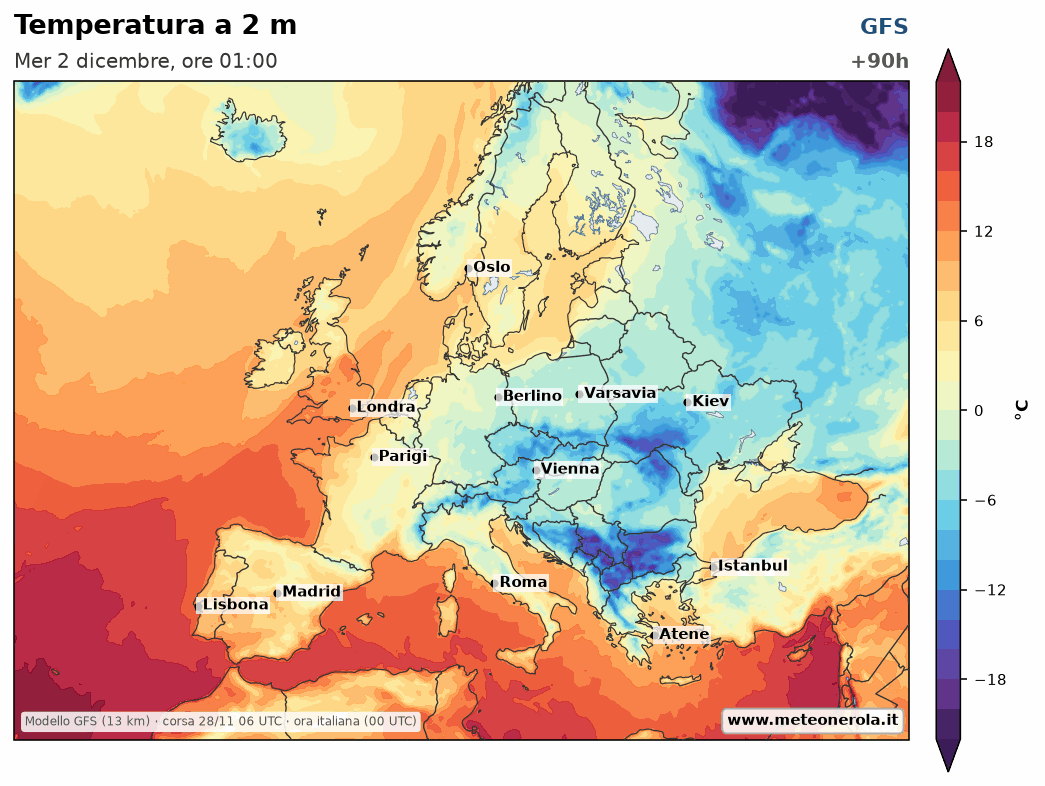 Temperatura a 2 m
GFS
Mer 2 dicembre, ore 01:00
+90h
Oslo
Londra
Berlino
Varsavia
Kiev
Parigi
Vienna
Istanbul
Roma
Madrid
Lisbona
Atene
Modello GFS (13 km) · corsa 28/11 06 UTC · ora italiana (00 UTC)
www.meteonerola.it
18
12
6
0
−6
−12
−18
°C